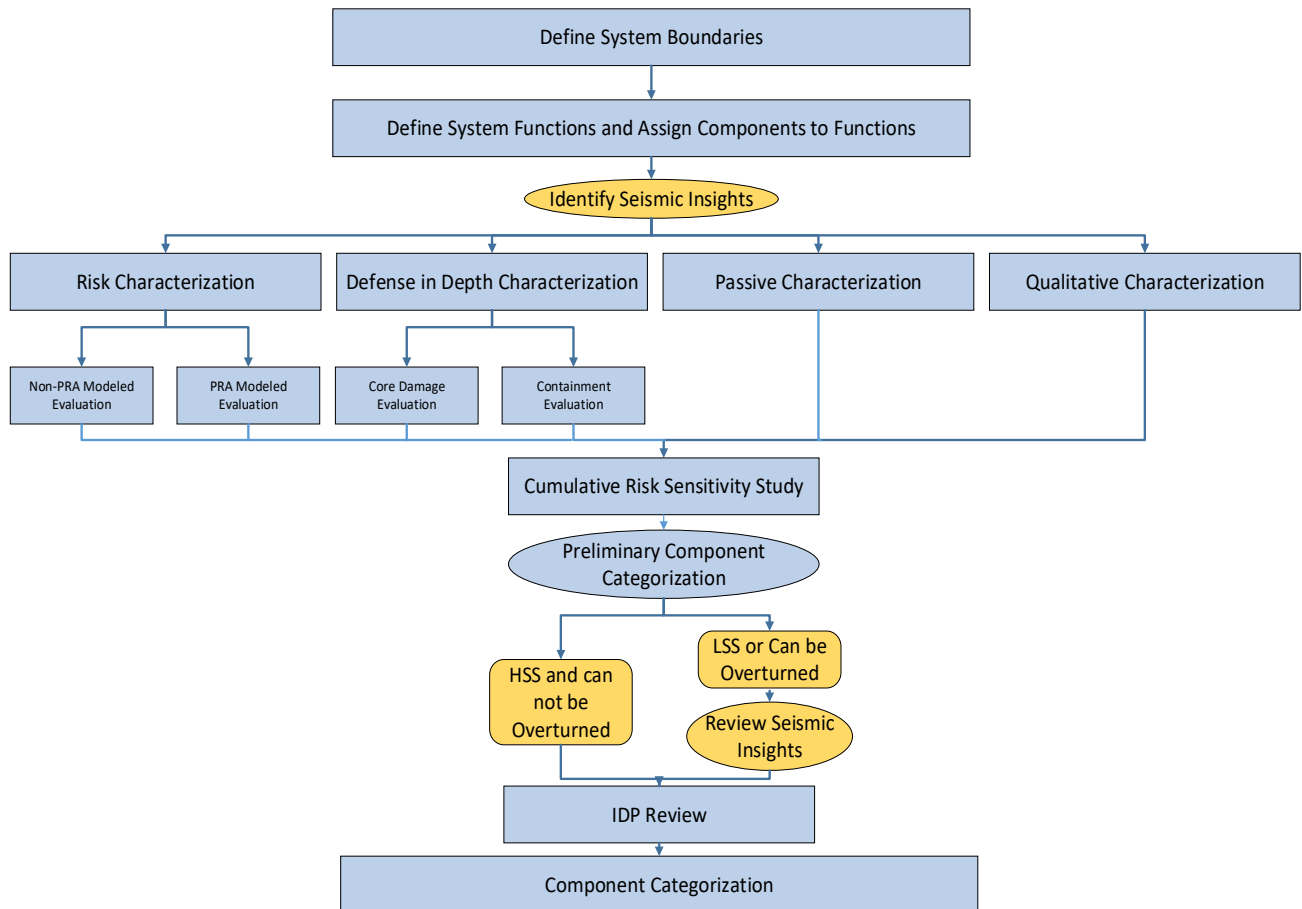 Define System Boundaries
Define System Functions and Assign Components to Functions
Identify Seismic Insights
Risk Characterization
Defense in Depth Characterization
Passive Characterization
Qualitative Characterization
Non-PRA Modeled
Evaluation
PRA Modeled
Evaluation
Core Damage
Evaluation
Containment
Evaluation
Cumulative Risk Sensitivity Study
Preliminary Component
Categorization
HSS and can
not be
Overturned
LSS or Can be
Overturned
Review Seismic
Insights
IDP Review
Component Categorization